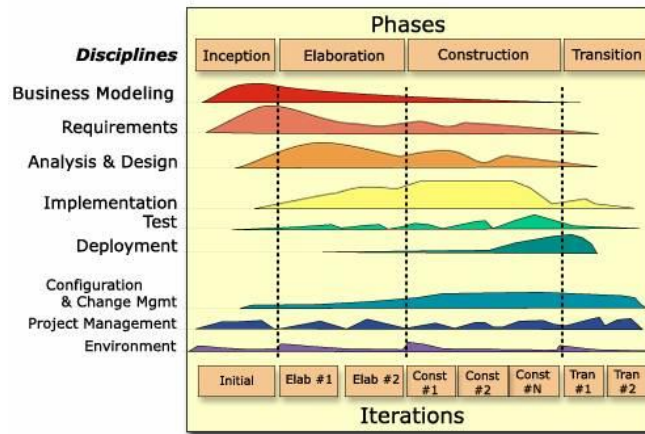 Phases
Disciplines
Inception Elaboration Construction Transition
Business Modeling
Requirements
Analysis & Design
Implementation
Test
Deployment
Configuration
& Change Mgmt
Project Management
Environment
Initial Elab #1 Elab #2 Const #1 Const #2 Const #N Tran #1 Tran #2
Iterations